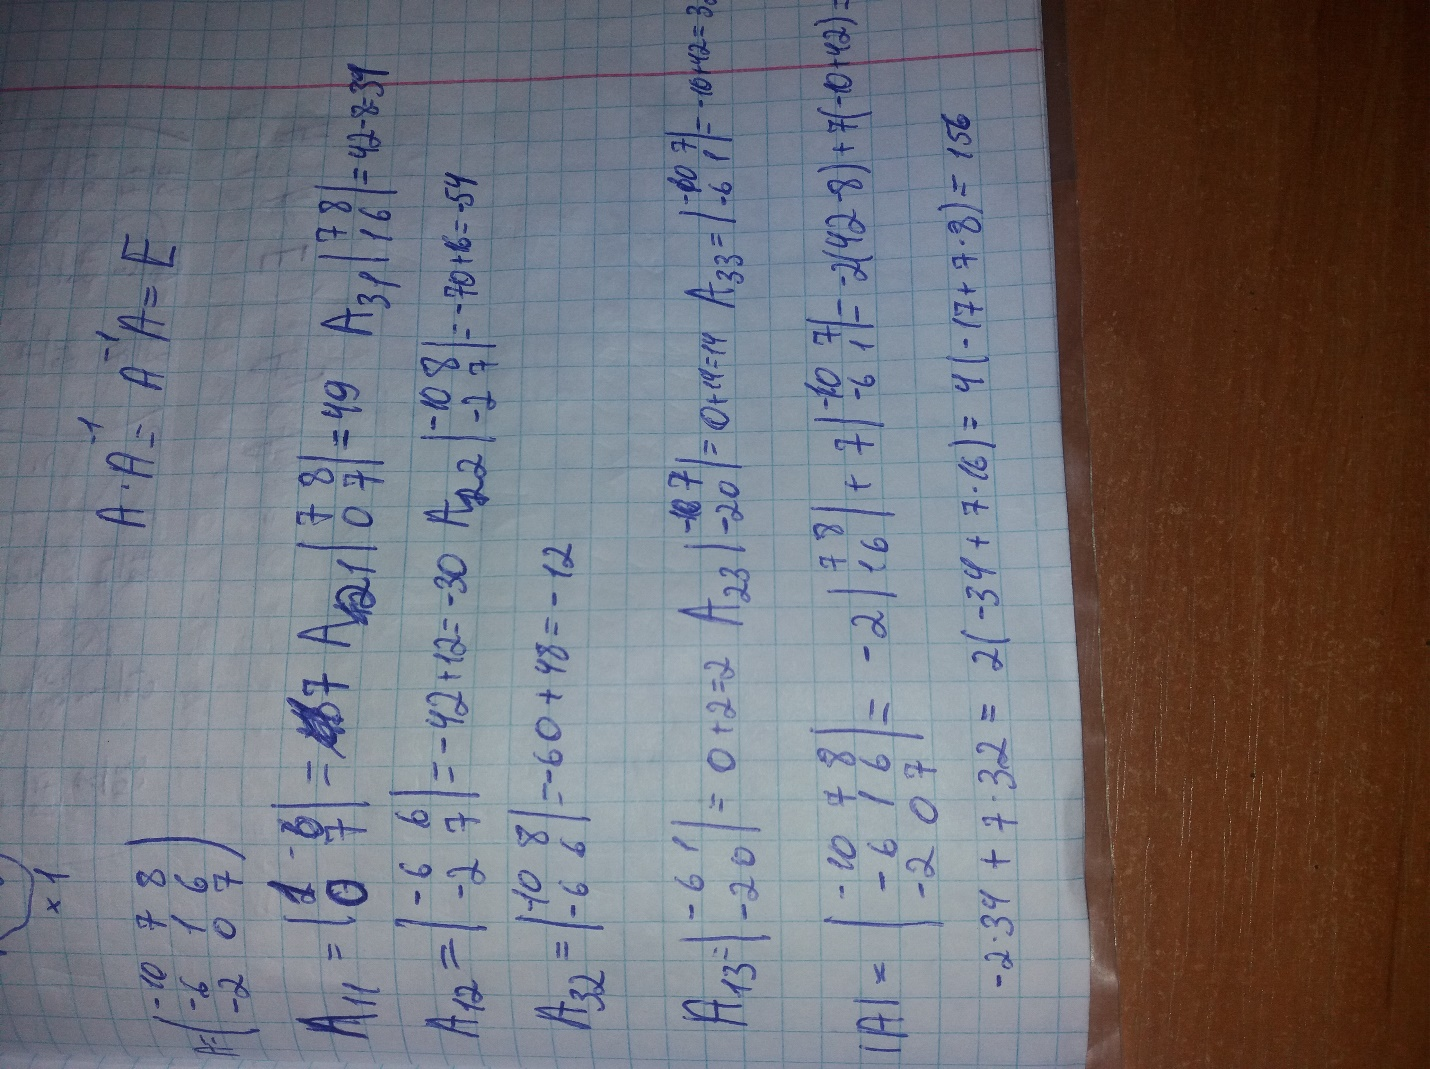 × 1
A·A⁻¹ = A⁻¹A = E
A = (-10 7 8
-6 1 6
-2 0 7)
A11 = |1 6
0 7| = 7 A21 |7 8
0 7| = 49 A31 |7 8
1 6| = 42-8=34
A12 = |-6 6
-2 7| = -42+12=-30 A22 |-10 8
-2 7| = -70+16=-54
A32 = |-10 8
-6 6| = -60+48=-12
A13 = |-6 1
-2 0| = 0+2=2 A23 |-10 7
-2 0| = 0+14=14 A33 = |-10 7
-6 1| = -10+42=32
|A| = |-10 7 8
-6 1 6
-2 0 7| = -2 |7 8
1 6| + 7 |-10 7
-6 1| = -2(42-8)+7(-10+42)=
-2·34 + 7·32 = 2(-34+7·16) = 4(-17+7·8) = 156